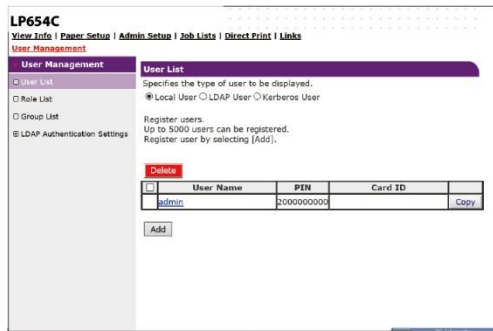 LP654C
View Info | Paper Setup | Admin Setup | Job Lists | Direct Print | Links
User Management
User Management
User List
Role List
Group List
LDAP Authentication Settings
User List
Specifies the type of user to be displayed.
Local User LDAP User Kerberos User
Register users.
Up to 5000 users can be registered.
Register user by selecting [Add].
Delete
User Name PIN Card ID
admin 2000000000 Copy
Add